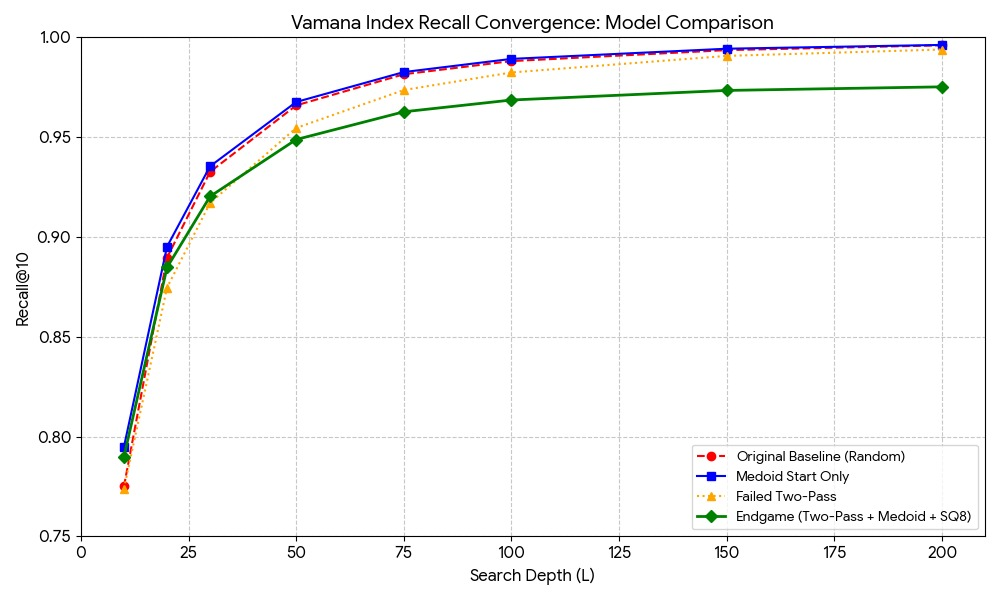 Vamana Index Recall Convergence: Model Comparison
1.00
0.95
0.90
0.85
0.80
0.75
Recall@10
0 25 50 75 100 125 150 175 200
Search Depth (L)
Original Baseline (Random)
Medoid Start Only
Failed Two-Pass
Endgame (Two-Pass + Medoid + SQ8)